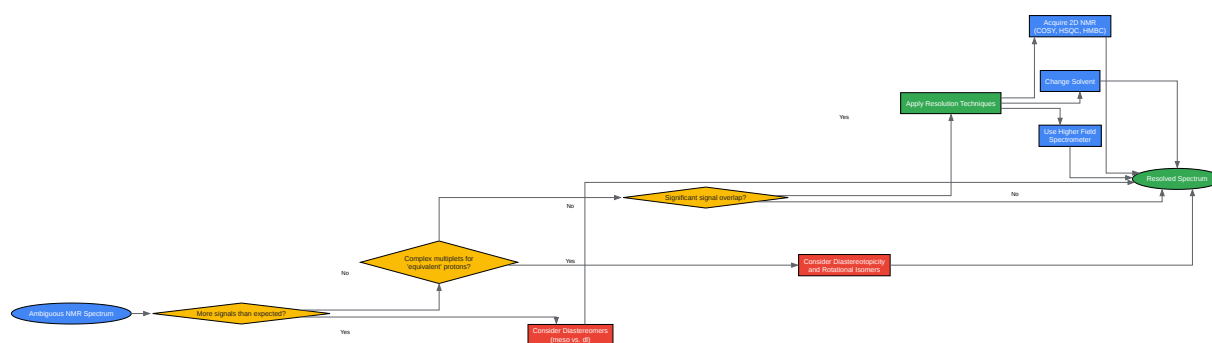 Ambiguous NMR Spectrum
More signals than expected?
Yes
Consider Diastereomers
(meso vs. dl)
No
Complex multiplets for
'equivalent' protons?
Yes
Consider Diastereotopicity
and Rotational Isomers
No
Significant signal overlap?
Yes
Apply Resolution Techniques
Acquire 2D NMR
(COSY, HSQC, HMBC)
Change Solvent
Use Higher Field
Spectrometer
No
Resolved Spectrum